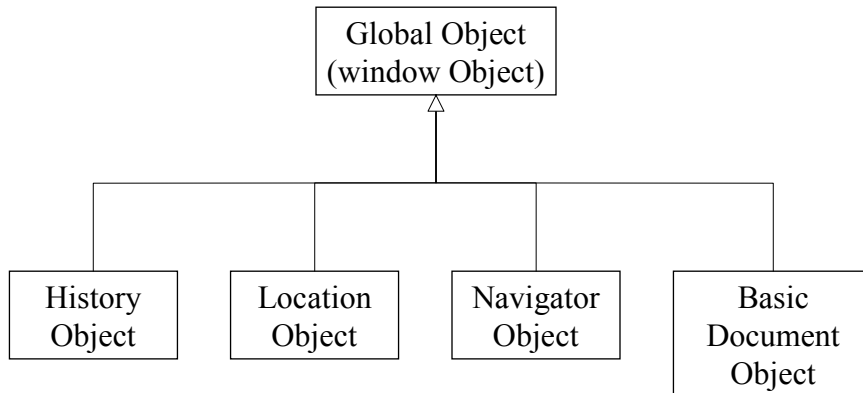 Global Object
(window Object)
History
Object
Location
Object
Navigator
Object
Basic
Document
Object